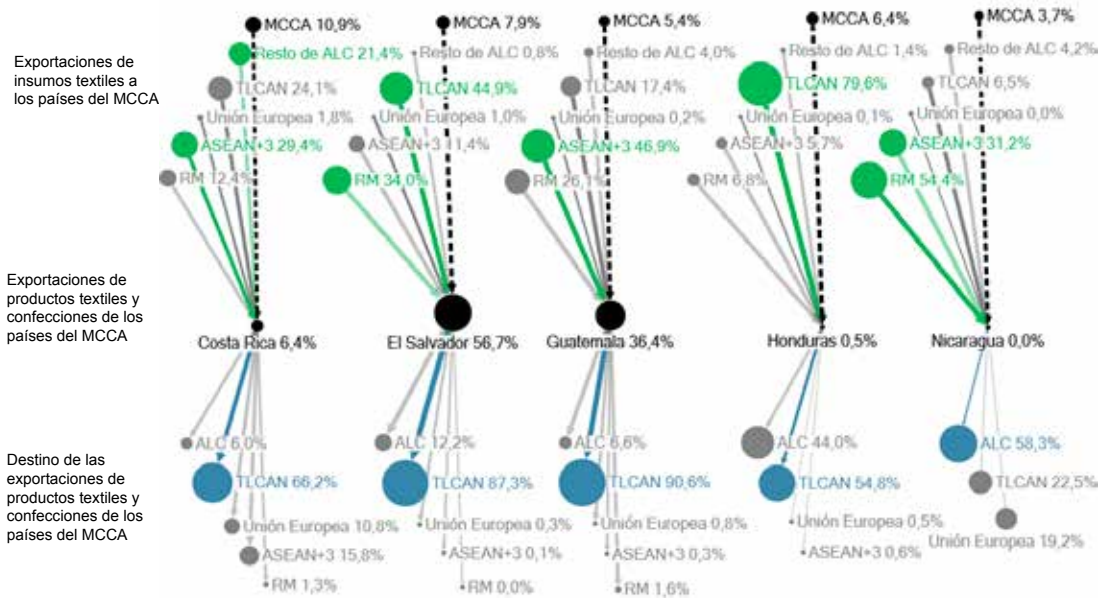 MCCA 10,9%
MCCA 7,9%
MCCA 5,4%
MCCA 6,4%
MCCA 3,7%
Exportaciones de
insumos textiles a
los países del MCCA
Resto de ALC 21,4%
Resto de ALC 0,8%
Resto de ALC 4,0%
Resto de ALC 1,4%
Resto de ALC 4,2%
TLCAN 24,1%
TLCAN 44,9%
TLCAN 17,4%
TLCAN 79,6%
TLCAN 6,5%
Unión Europea 1,8%
Unión Europea 1,0%
Unión Europea 0,2%
Unión Europea 0,1%
Unión Europea 0,0%
ASEAN+3 29,4%
ASEAN+3 11,4%
ASEAN+3 46,9%
ASEAN+3 5,7%
ASEAN+3 31,2%
RM 12,4%
RM 34,0%
RM 26,1%
RM 6,8%
RM 54,4%
Exportaciones de
productos textiles y
confecciones de los
países del MCCA
Costa Rica 6,4%
El Salvador 56,7%
Guatemala 36,4%
Honduras 0,5%
Nicaragua 0,0%
Destino de las
exportaciones de
productos textiles y
confecciones de los
países del MCCA
ALC 6,0%
ALC 12,2%
ALC 6,6%
ALC 44,0%
ALC 58,3%
TLCAN 66,2%
TLCAN 87,3%
TLCAN 90,6%
TLCAN 54,8%
TLCAN 22,5%
Unión Europea 10,8%
Unión Europea 0,3%
Unión Europea 0,8%
Unión Europea 0,5%
Unión Europea 19,2%
ASEAN+3 15,8%
ASEAN+3 0,1%
ASEAN+3 0,3%
ASEAN+3 0,6%
RM 1,3%
RM 0,0%
RM 1,6%